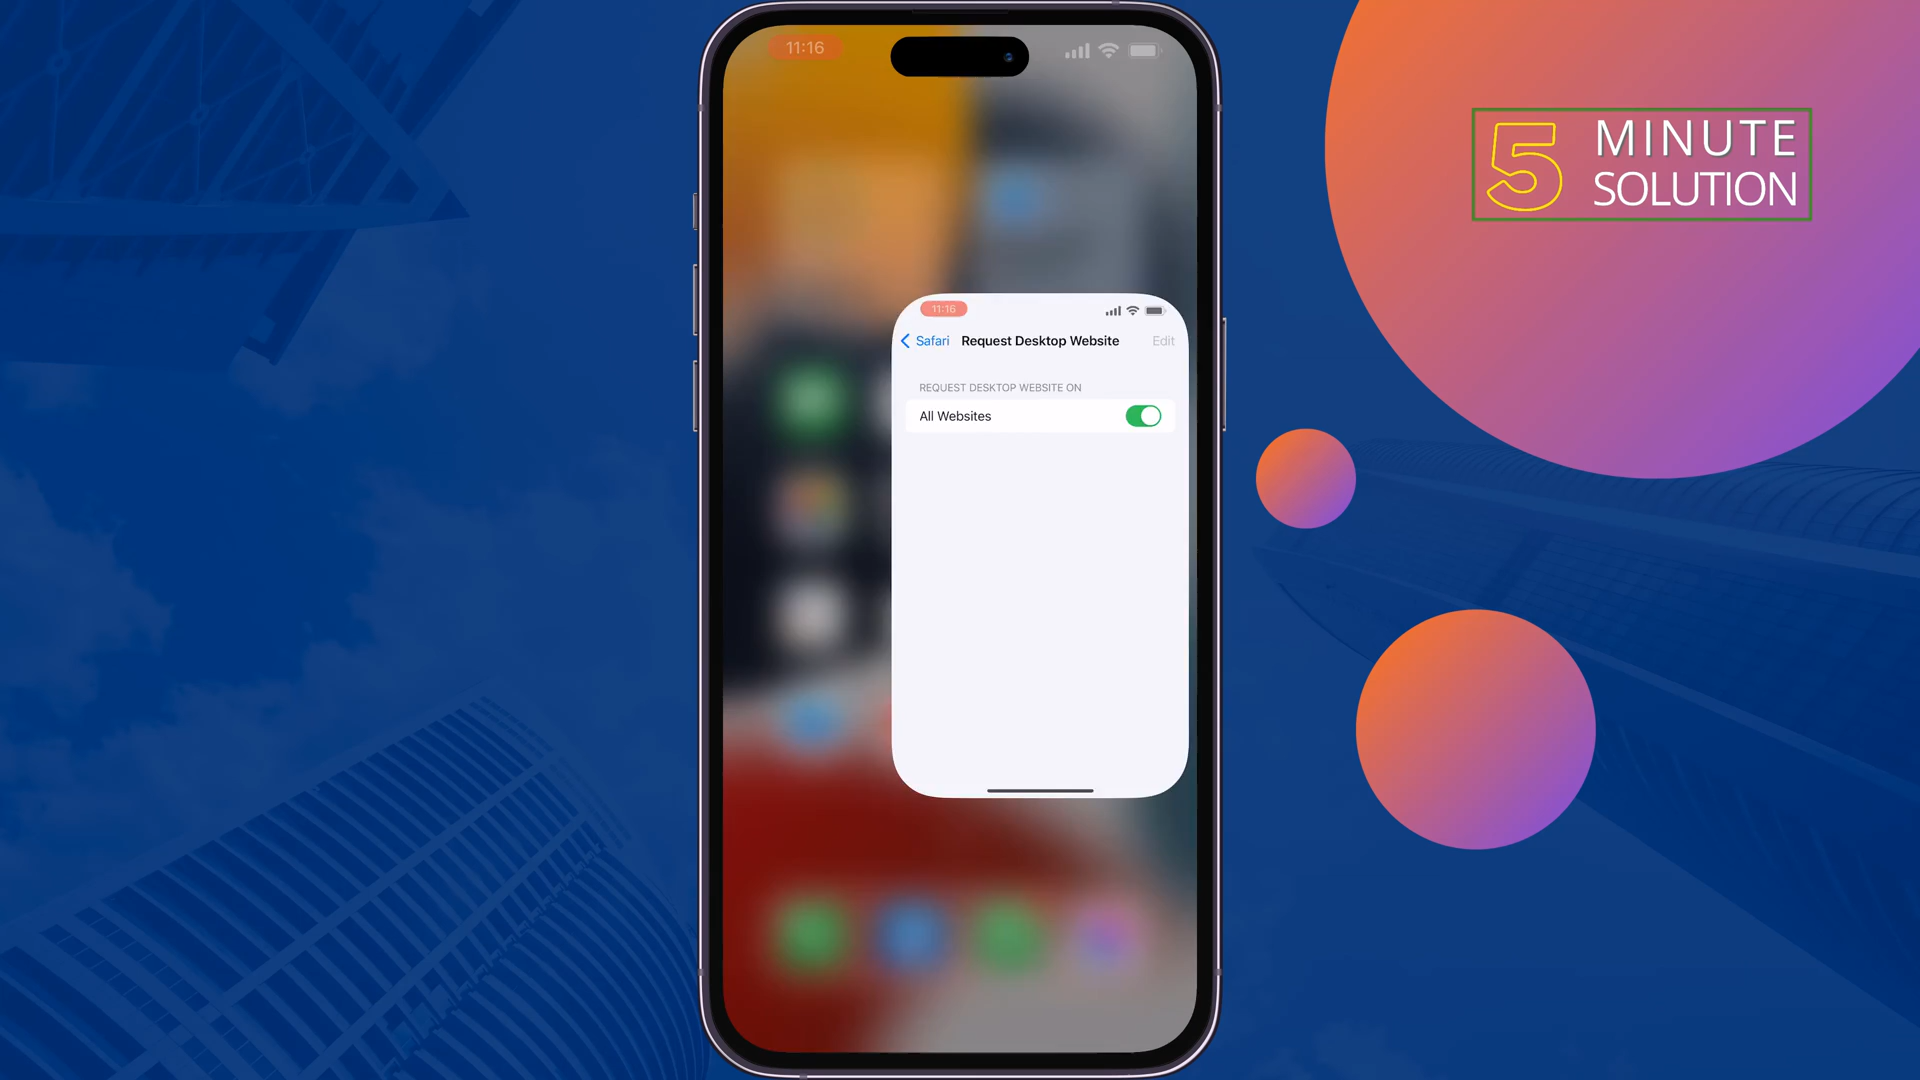 11:16
5 MINUTE
SOLUTION
11:16
Safari Request Desktop Website Edit
REQUEST DESKTOP WEBSITE ON
All Websites